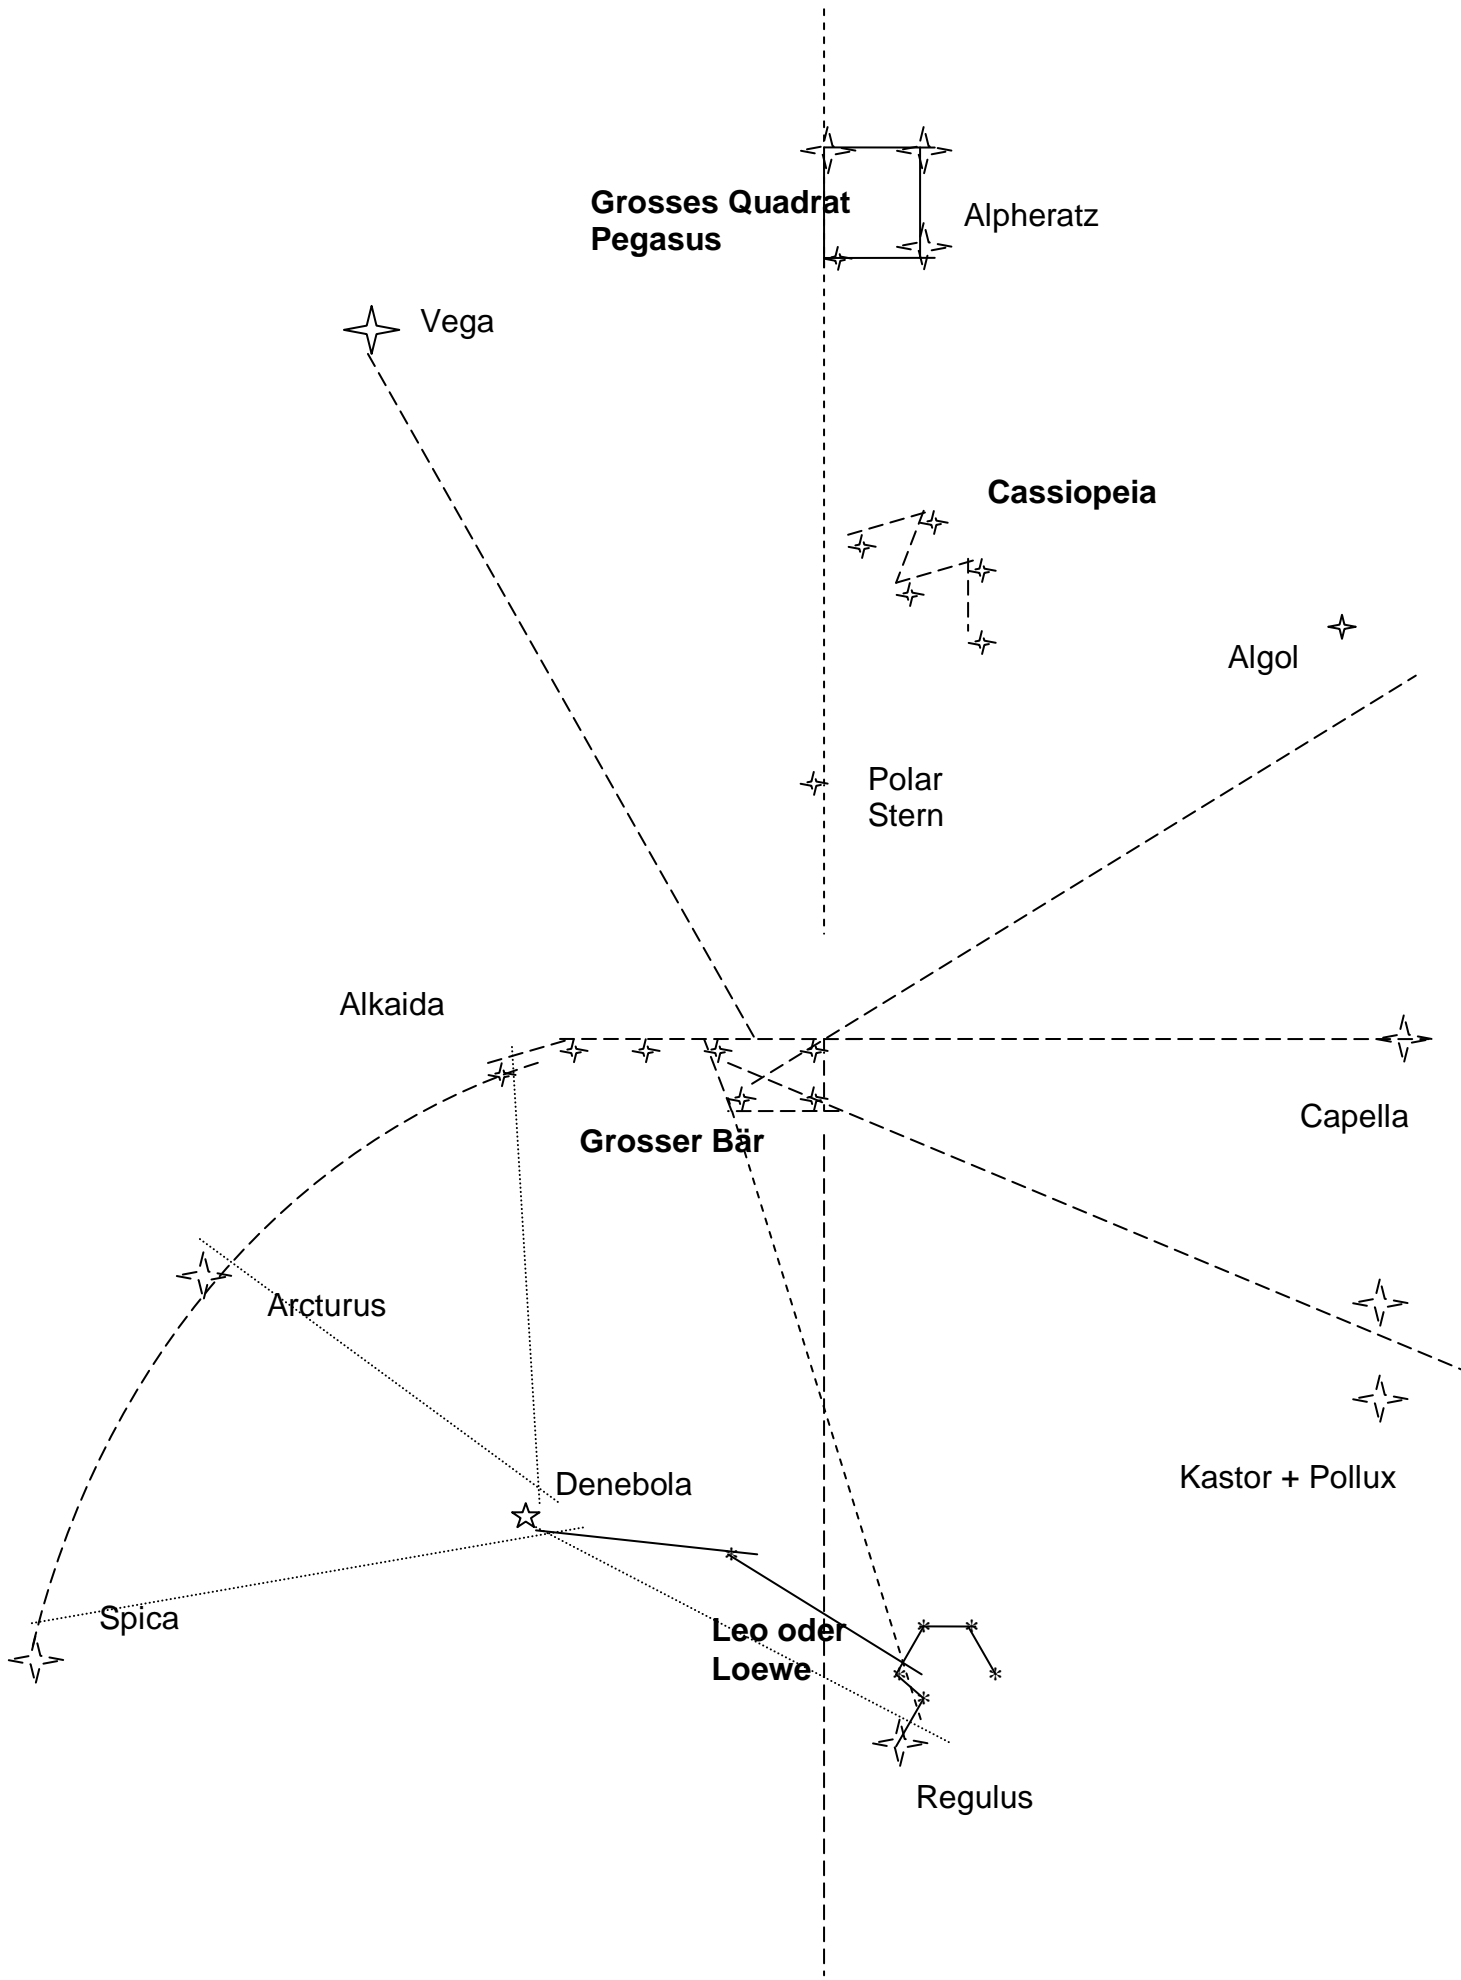 Grosses Quadrat
Pegasus
Alpheratz
Vega
Cassiopeia
Algol
Polar
Stern
Alkaida
Capella
Grosser Bär
Arcturus
Kastor + Pollux
Denebola
Spica
Leo oder
Loewe
Regulus